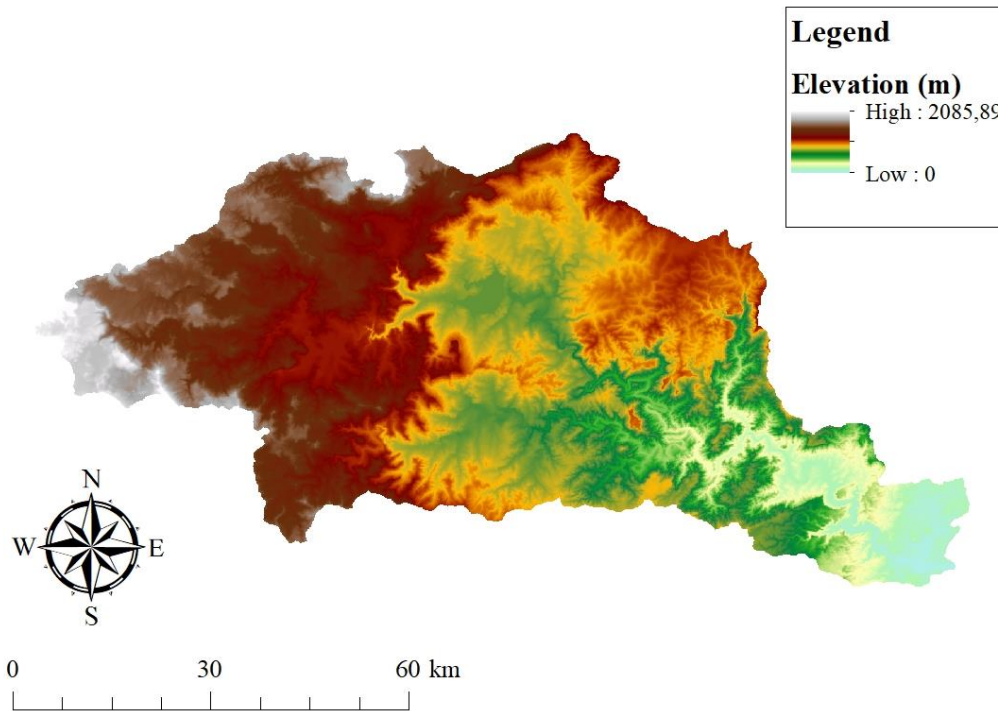 Legend
Elevation (m)
High : 2085,89
Low : 0
N
W E
S
0 30 60 km